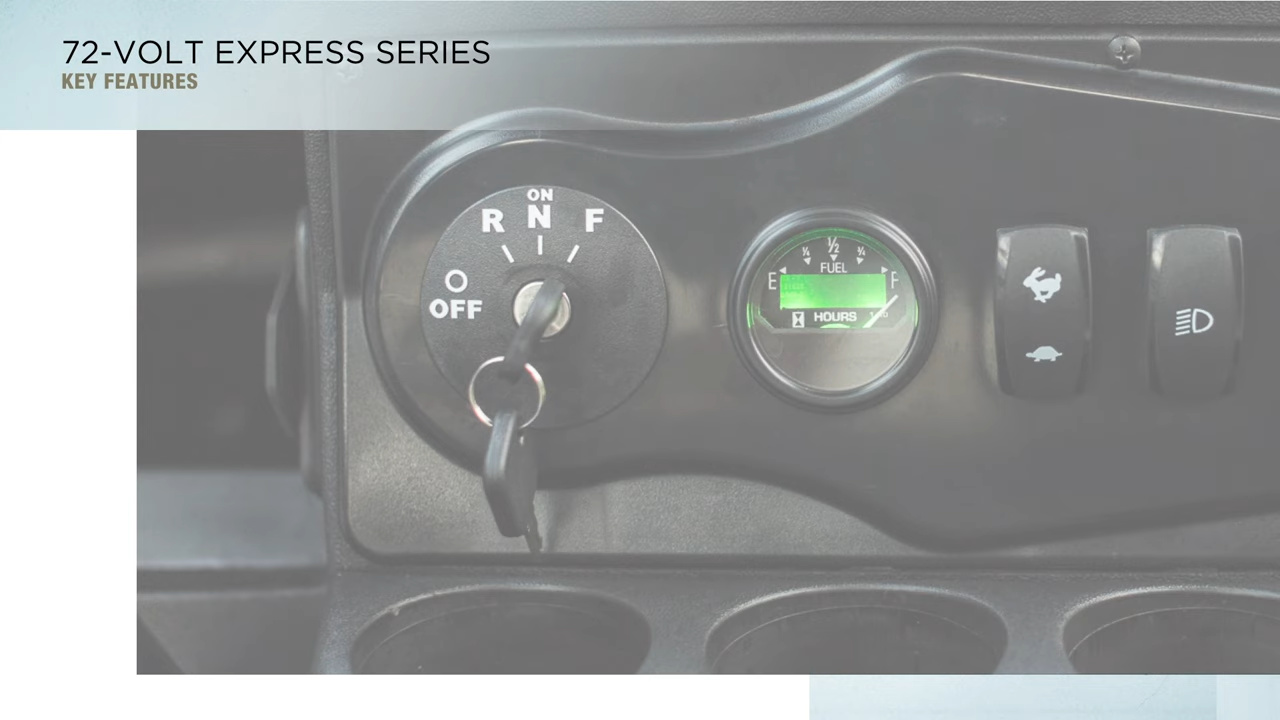 72-VOLT EXPRESS SERIES
KEY FEATURES
ON
R N F
OFF
¼ ½ ¾
FUEL
E F
HOURS